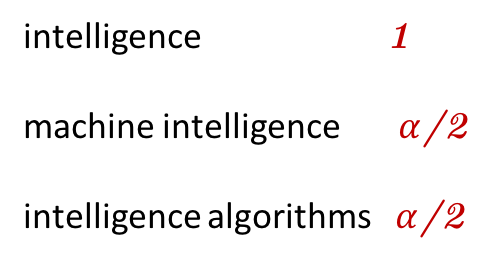 intelligence 1
machine intelligence α/2
intelligence algorithms α/2